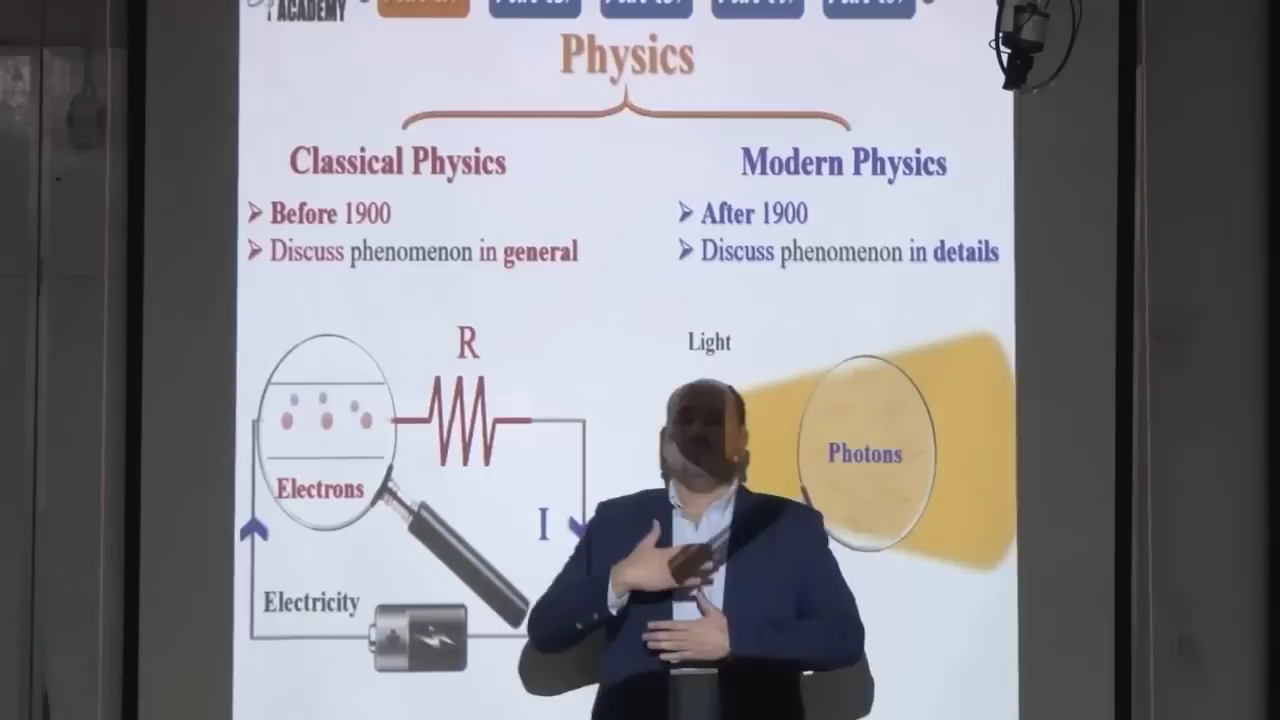 ACADEMY
Physics
Classical Physics
Modern Physics
➢ Before 1900
➢ Discuss phenomenon in general
➢ After 1900
➢ Discuss phenomenon in details
R
Light
Photons
Electrons
I
Electricity